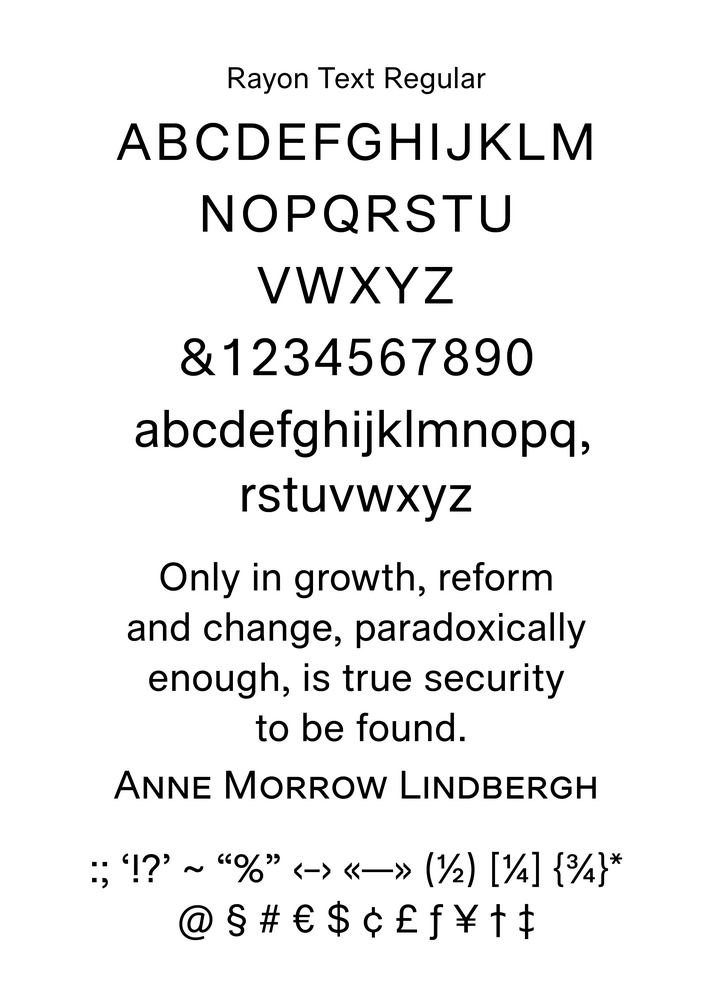 Rayon Text Regular
ABCDEFGHIJKLM
NOPQRSTU
VWXYZ
&1234567890
abcdefghijklmnopq,
rstuvwxyz
Only in growth, reform
and change, paradoxically
enough, is true security
to be found.
Anne Morrow Lindbergh
:; ‘!?’ ~ “%” ‹–› «—» (½) [¼] {¾}*
@ § # € $ ¢ £ ƒ ¥ † ‡